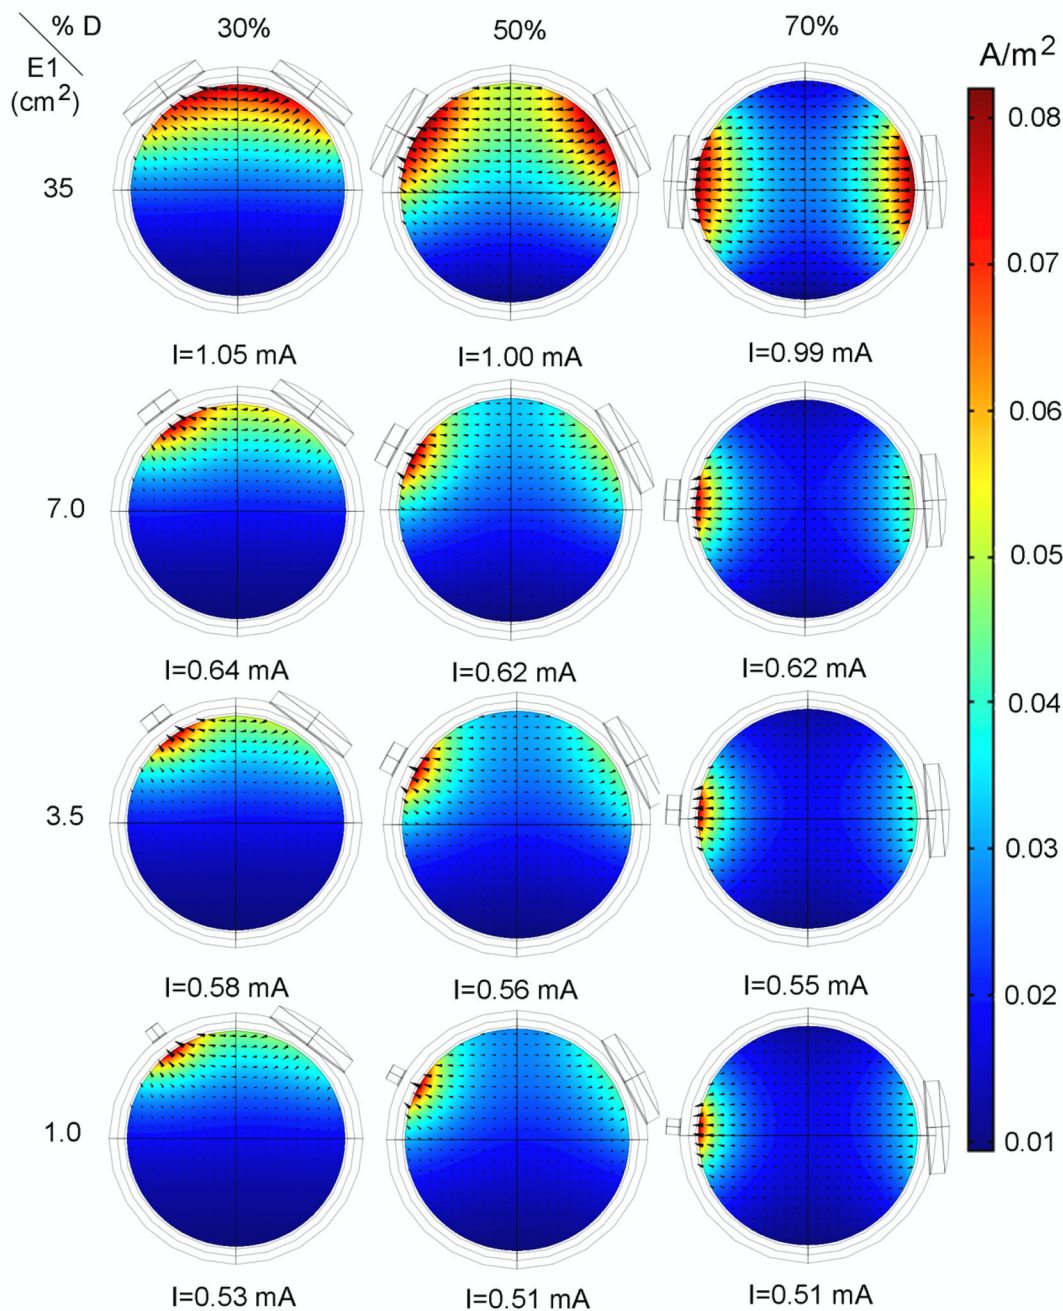 % D 30% 50% 70%
E1
(cm²)
A/m²
0.08
35
0.07
I=1.05 mA I=1.00 mA I=0.99 mA
0.06
7.0
0.05
I=0.64 mA I=0.62 mA I=0.62 mA
0.04
3.5
0.03
I=0.58 mA I=0.56 mA I=0.55 mA
0.02
1.0
0.01
I=0.53 mA I=0.51 mA I=0.51 mA